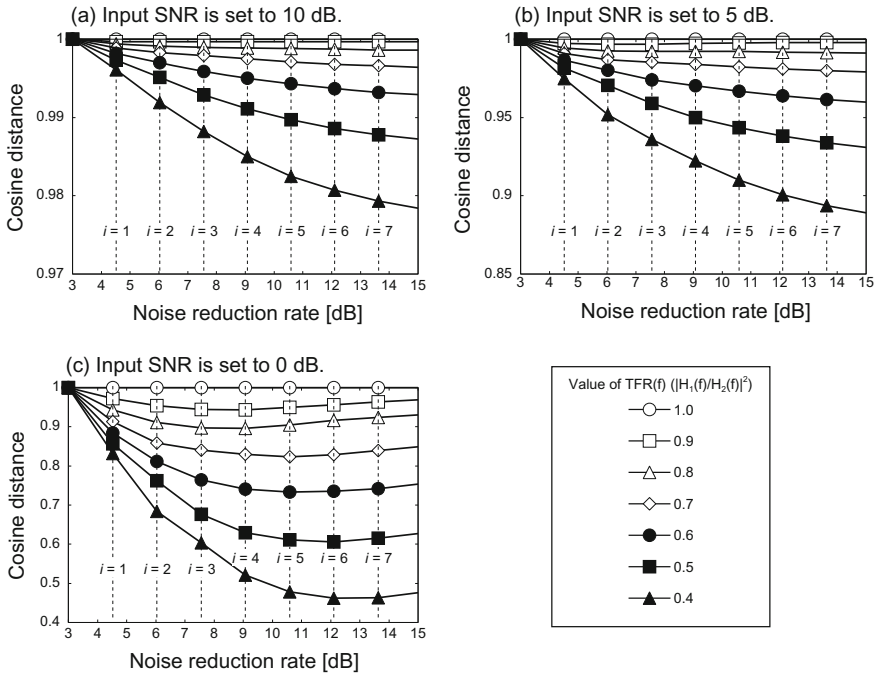 (a) Input SNR is set to 10 dB.
1
0.99
0.98
0.97
Cosine distance
i = 1
i = 2
i = 3
i = 4
i = 5
i = 6
i = 7
3 4 5 6 7 8 9 10 11 12 13 14 15
Noise reduction rate [dB]
(b) Input SNR is set to 5 dB.
1
0.95
0.9
0.85
Cosine distance
i = 1
i = 2
i = 3
i = 4
i = 5
i = 6
i = 7
3 4 5 6 7 8 9 10 11 12 13 14 15
Noise reduction rate [dB]
(c) Input SNR is set to 0 dB.
1
0.9
0.8
0.7
0.6
0.5
0.4
Cosine distance
i = 1
i = 2
i = 3
i = 4
i = 5
i = 6
i = 7
3 4 5 6 7 8 9 10 11 12 13 14 15
Noise reduction rate [dB]
Value of TFR(f) (|H₁(f)/H₂(f)|²)
1.0
0.9
0.8
0.7
0.6
0.5
0.4